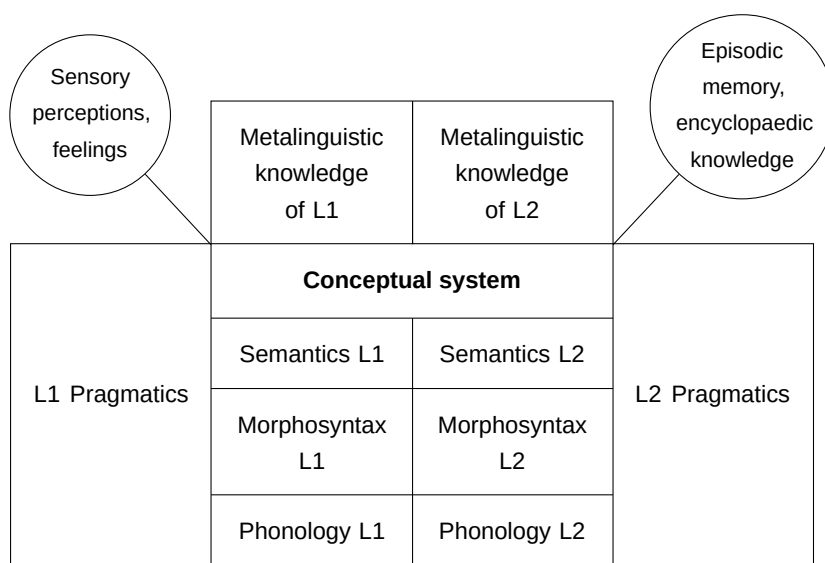 Sensory
perceptions,
feelings
Episodic
memory,
encyclopaedic
knowledge
Metalinguistic
knowledge
of L1
Metalinguistic
knowledge
of L2
Conceptual system
L1 Pragmatics
Semantics L1
Semantics L2
Morphosyntax
L1
Morphosyntax
L2
Phonology L1
Phonology L2
L2 Pragmatics